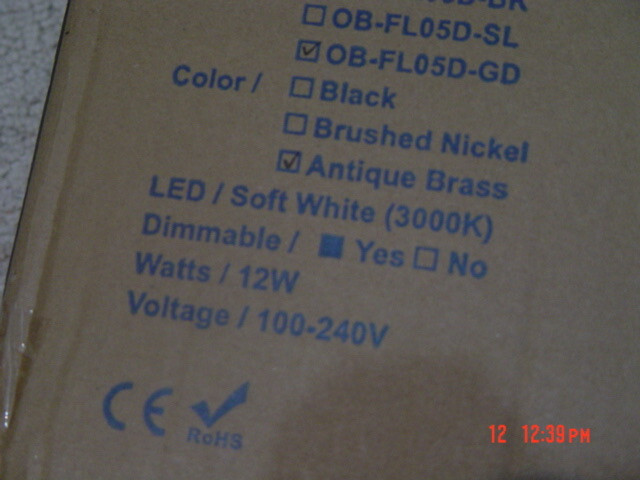 ☐ OB-FL05D-SL
☑ OB-FL05D-GD
Color / ☐ Black
☐ Brushed Nickel
☑ Antique Brass
LED / Soft White (3000K)
Dimmable / ■ Yes ☐ No
Watts / 12W
Voltage / 100-240V
CE RoHS
12 12:39PM